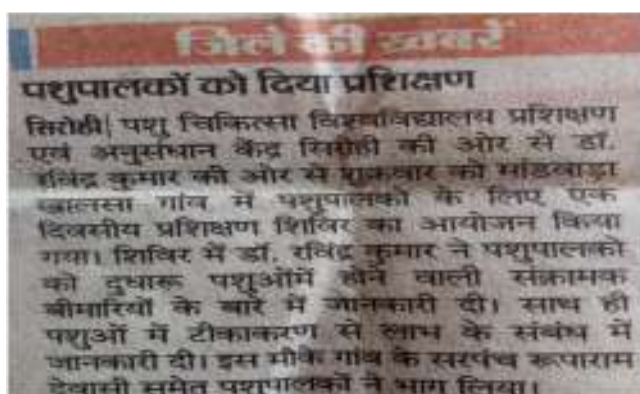 जिले की ख़बरें
पशुपालकों को दिया प्रशिक्षण
सिरोही| पशु चिकित्सा विश्वविद्यालय प्रशिक्षण
एवं अनुसंधान केंद्र सिरोही की ओर से डॉ.
रविंद्र कुमार की ओर से शुक्रवार को मांडवाड़ा
खालसा गांव में पशुपालकों के लिए एक
दिवसीय प्रशिक्षण शिविर का आयोजन किया
गया। शिविर में डॉ. रविंद्र कुमार ने पशुपालकों
को दुधारू पशुओंमें होने वाली संक्रामक
बीमारियों के बारे में जानकारी दी। साथ ही
पशुओं में टीकाकरण से लाभ के संबंध में
जानकारी दी। इस मौके गांव के सरपंच रूपाराम
देवासी समेत पशुपालकों ने भाग लिया।